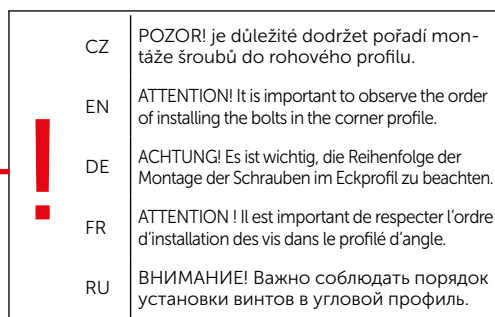 CZ
POZOR! je důležité dodržet pořadí mon-
táže šroubů do rohového profilu.
EN
ATTENTION! It is important to observe the order
of installing the bolts in the corner profile.
DE
ACHTUNG! Es ist wichtig, die Reihenfolge der
Montage der Schrauben im Eckprofil zu beachten.
FR
ATTENTION ! Il est important de respecter l’ordre
d’installation des vis dans le profilé d’angle.
RU
ВНИМАНИЕ! Важно соблюдать порядок
установки винтов в угловой профиль.
!